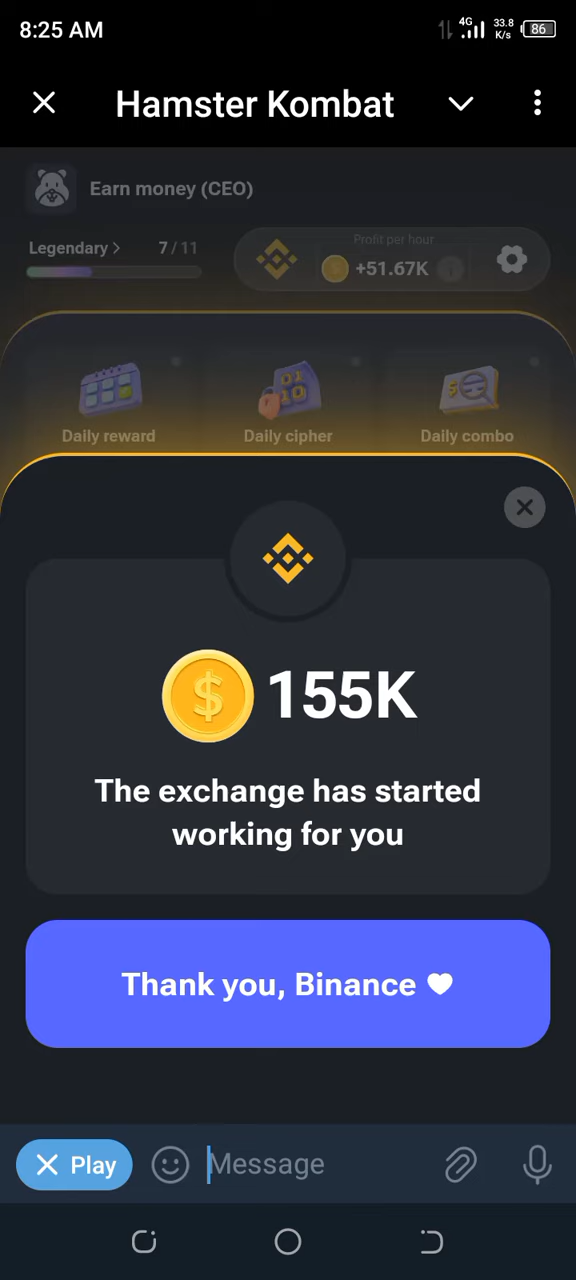 8:25 AM
4G
33.8
K/s
86
Hamster Kombat
Earn money (CEO)
Legendary
7 / 11
Profit per hour
+51.67K
Daily reward
Daily cipher
Daily combo
155K
The exchange has started
working for you
Thank you, Binance
Play
Message